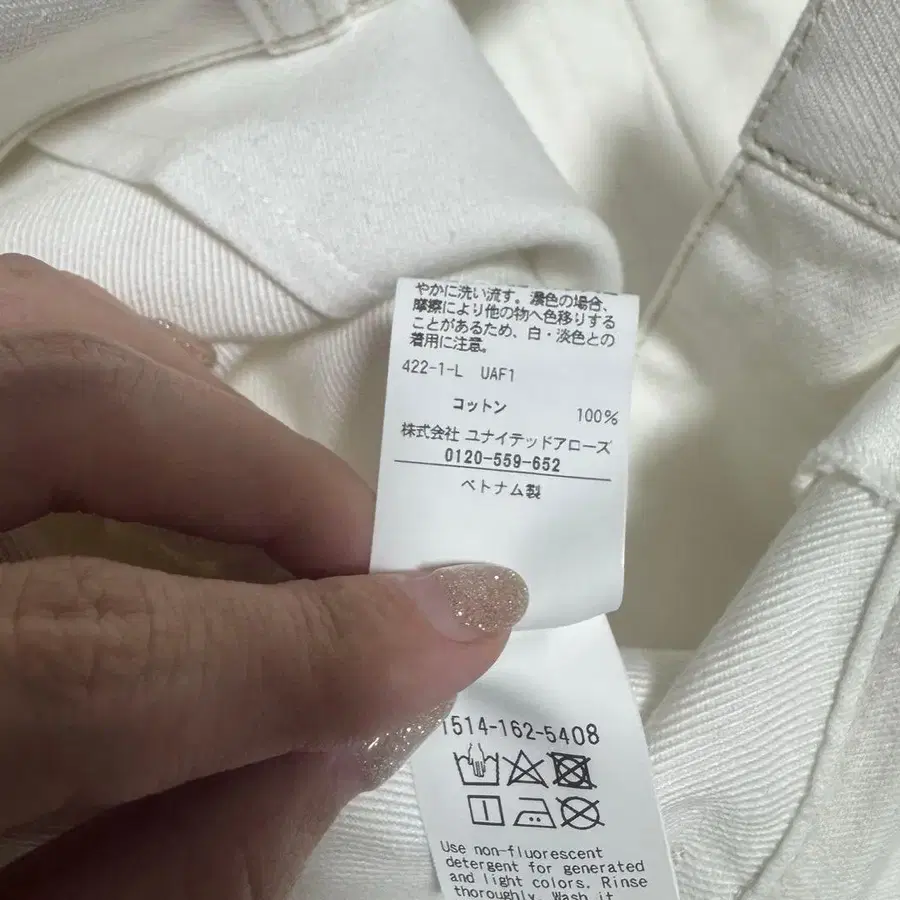 やかに洗い流す。濃色の場合、
摩擦により他の物へ色移りする
ことがあるため、白・淡色との
着用に注意。
422-1-L UAF1
コットン 100%
株式会社 ユナイテッドアローズ
0120-559-652
ベトナム製
1514-162-5408
Use non-fluorescent
detergent for generated
and light colors. Rinse
thoroughly. Wash it